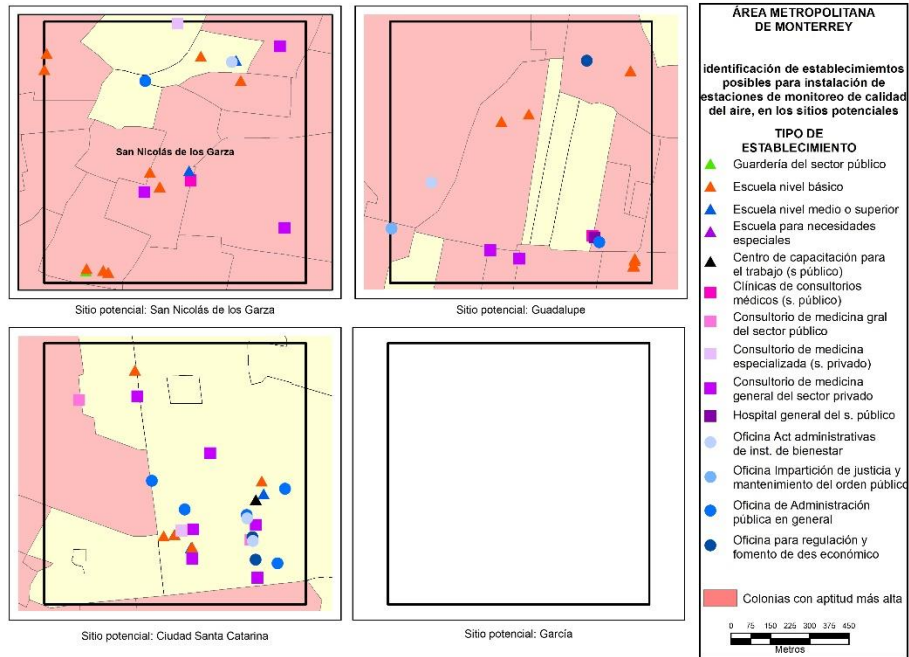 San Nicolás de los Garza
Sitio potencial: San Nicolás de los Garza
Sitio potencial: Guadalupe
Sitio potencial: Ciudad Santa Catarina
Sitio potencial: García
ÁREA METROPOLITANA
DE MONTERREY
identificación de establecimiemtos
posibles para instalación de
estaciones de monitoreo de calidad
del aire, en los sitios potenciales
TIPO DE
ESTABLECIMIENTO
Guardería del sector público
Escuela nivel básico
Escuela nivel medio o superior
Escuela para necesidades
especiales
Centro de capacitación para
el trabajo (s público)
Clínicas de consultorios
médicos (s. público)
Consultorio de medicina gral
del sector público
Consultorio de medicina
especializada (s. privado)
Consultorio de medicina
general del sector privado
Hospital general del s. público
Oficina Act administrativas
de inst. de bienestar
Oficina Impartición de justicia y
mantenimiento del orden público
Oficina de Administración
pública en general
Oficina para regulación y
fomento de des económico
Colonias con aptitud más alta
0 75 150 225 300 375 450
Metros